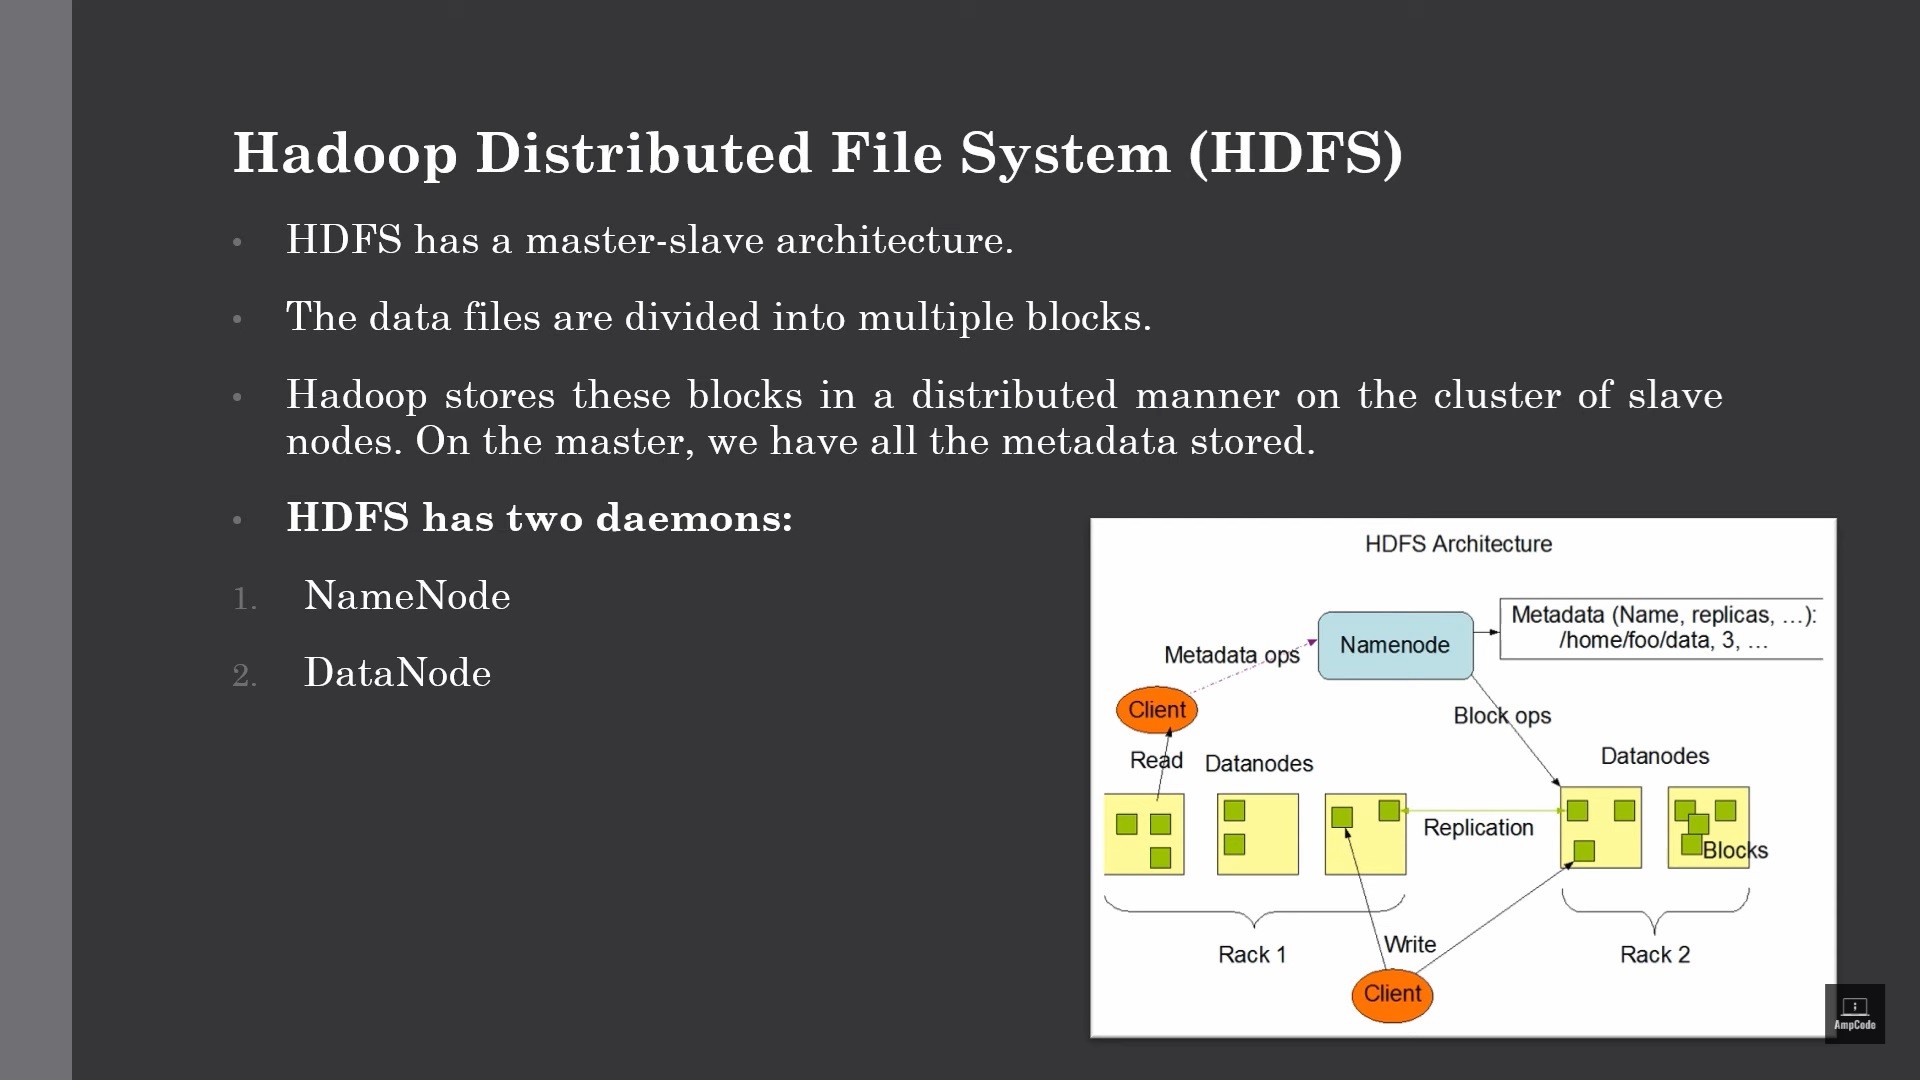 Hadoop Distributed File System (HDFS)
• HDFS has a master-slave architecture.
• The data files are divided into multiple blocks.
• Hadoop stores these blocks in a distributed manner on the cluster of slave
nodes. On the master, we have all the metadata stored.
• HDFS has two daemons:
1. NameNode
2. DataNode
HDFS Architecture
Metadata (Name, replicas, …):
/home/foo/data, 3, …
Namenode
Metadata ops
Client
Block ops
Read
Datanodes
Datanodes
Replication
Blocks
Rack 1
Write
Rack 2
Client
AmpCode